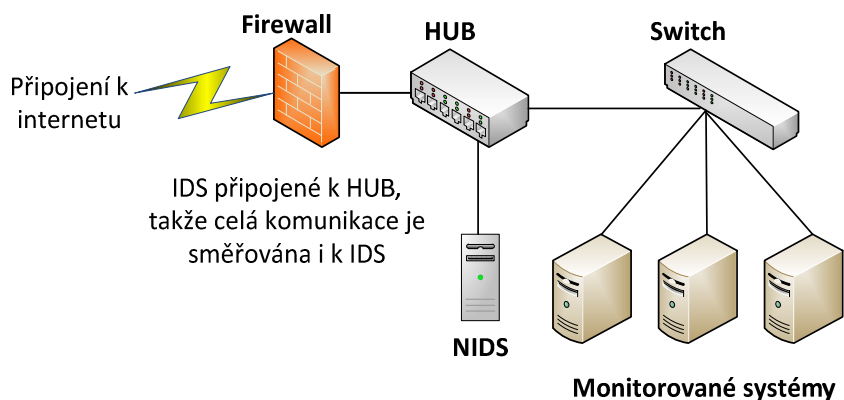 Firewall
HUB
Switch
Připojení k
internetu
IDS připojené k HUB,
takže celá komunikace je
směřována i k IDS
NIDS
Monitorované systémy